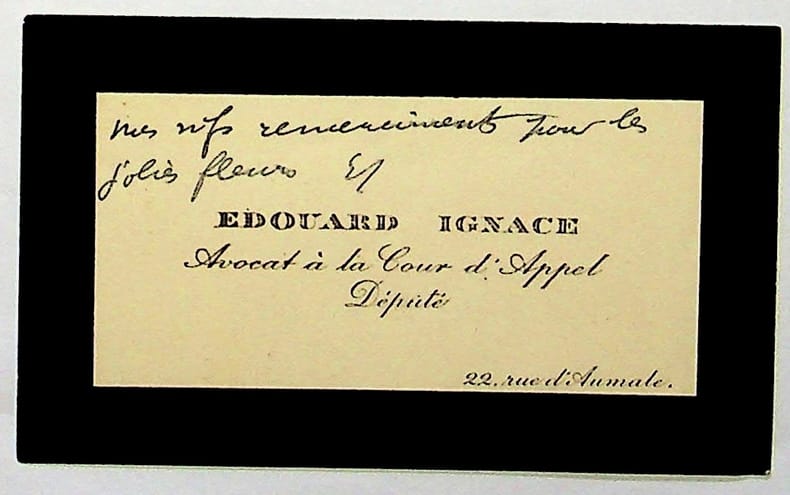 mes vifs remerciements pour les
jolies fleurs EI
EDOUARD IGNACE
Avocat à la Cour d'Appel
Député
22, rue d'Aumale.